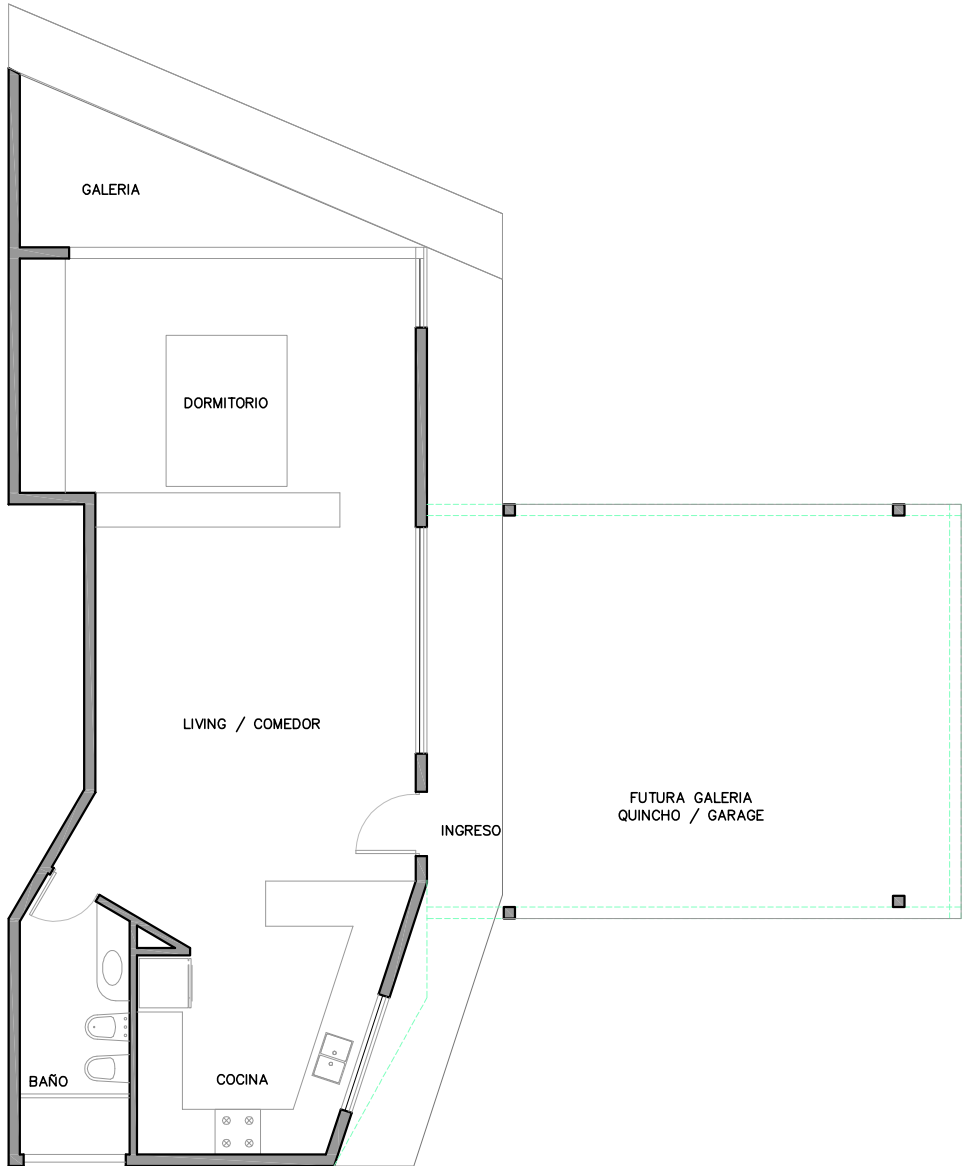 GALERIA
DORMITORIO
LIVING / COMEDOR
FUTURA GALERIA
QUINCHO / GARAGE
INGRESO
BAÑO
COCINA